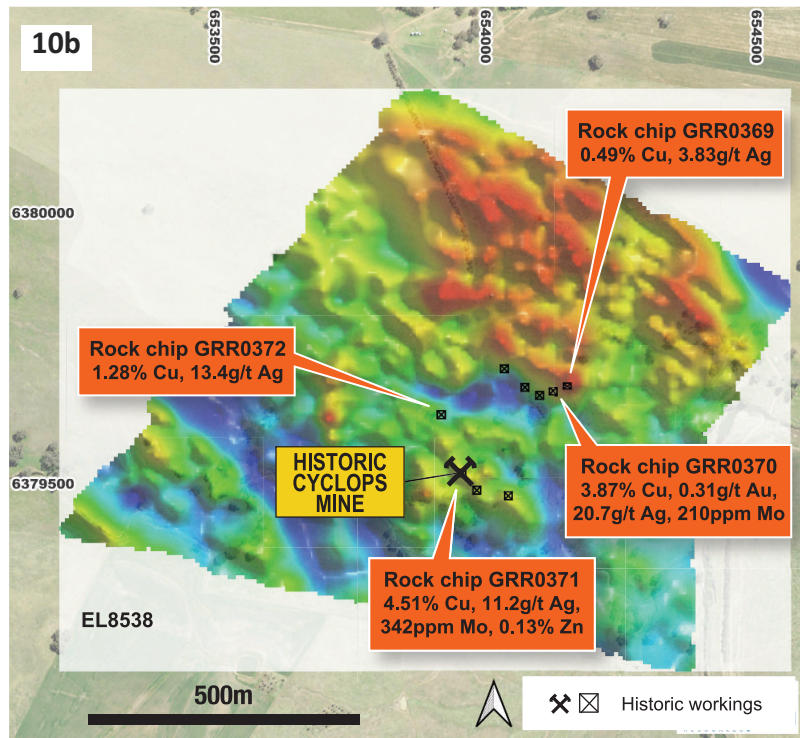 10b
653500
654000
654500
Rock chip GRR0369
0.49% Cu, 3.83g/t Ag
6380000
Rock chip GRR0372
1.28% Cu, 13.4g/t Ag
HISTORIC
CYCLOPS
MINE
6379500
Rock chip GRR0370
3.87% Cu, 0.31g/t Au,
20.7g/t Ag, 210ppm Mo
Rock chip GRR0371
4.51% Cu, 11.2g/t Ag,
342ppm Mo, 0.13% Zn
EL8538
500m
Historic workings